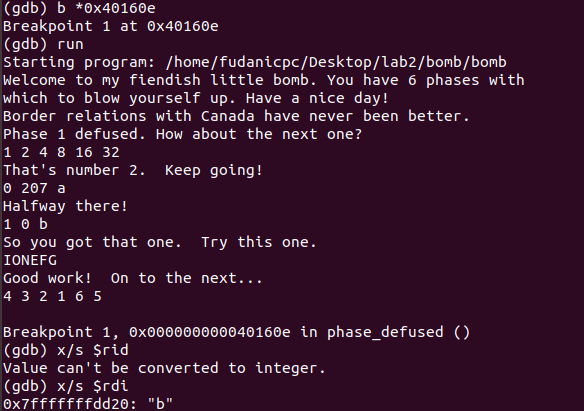 (gdb) b *0x40160e
Breakpoint 1 at 0x40160e
(gdb) run
Starting program: /home/fudanicpc/Desktop/lab2/bomb/bomb
Welcome to my fiendish little bomb. You have 6 phases with
which to blow yourself up. Have a nice day!
Border relations with Canada have never been better.
Phase 1 defused. How about the next one?
1 2 4 8 16 32
That's number 2.  Keep going!
0 207 a
Halfway there!
1 0 b
So you got that one.  Try this one.
IONEFG
Good work!  On to the next...
4 3 2 1 6 5

Breakpoint 1, 0x000000000040160e in phase_defused ()
(gdb) x/s $rid
Value can't be converted to integer.
(gdb) x/s $rdi
0x7fffffffdd20: "b"